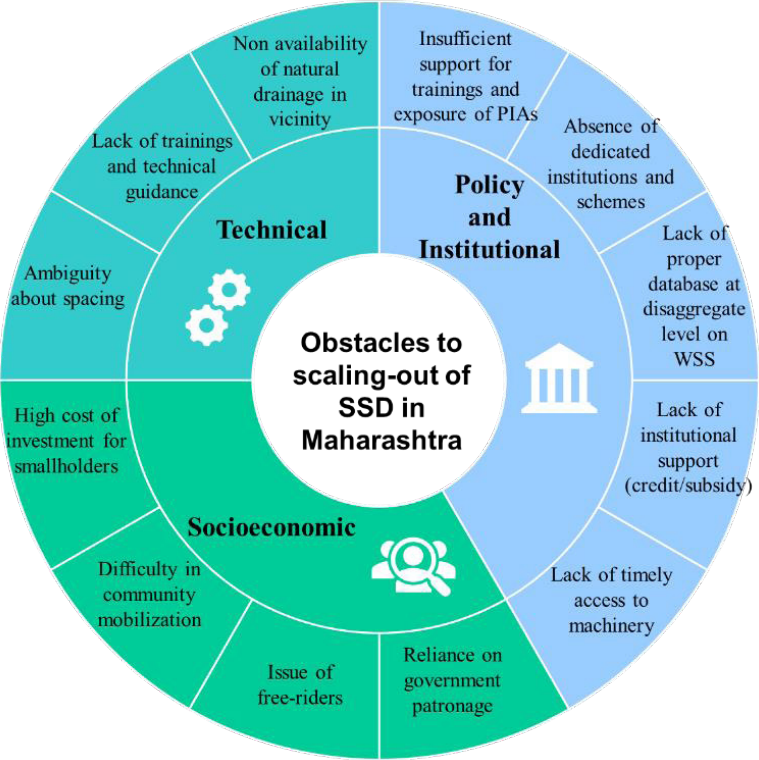 Obstacles to
scaling-out of
SSD in
Maharashtra
Technical
Non availability
of natural
drainage in
vicinity
Lack of trainings
and technical
guidance
Ambiguity
about spacing
Policy
and
Institutional
Insufficient
support for
trainings and
exposure of PIAs
Absence of
dedicated
institutions and
schemes
Lack of
proper
database at
disaggregate
level on
WSS
Lack of
institutional
support
(credit/subsidy)
Lack of timely
access to
machinery
Socioeconomic
High cost of
investment for
smallholders
Difficulty in
community
mobilization
Issue of
free-riders
Reliance on
government
patronage